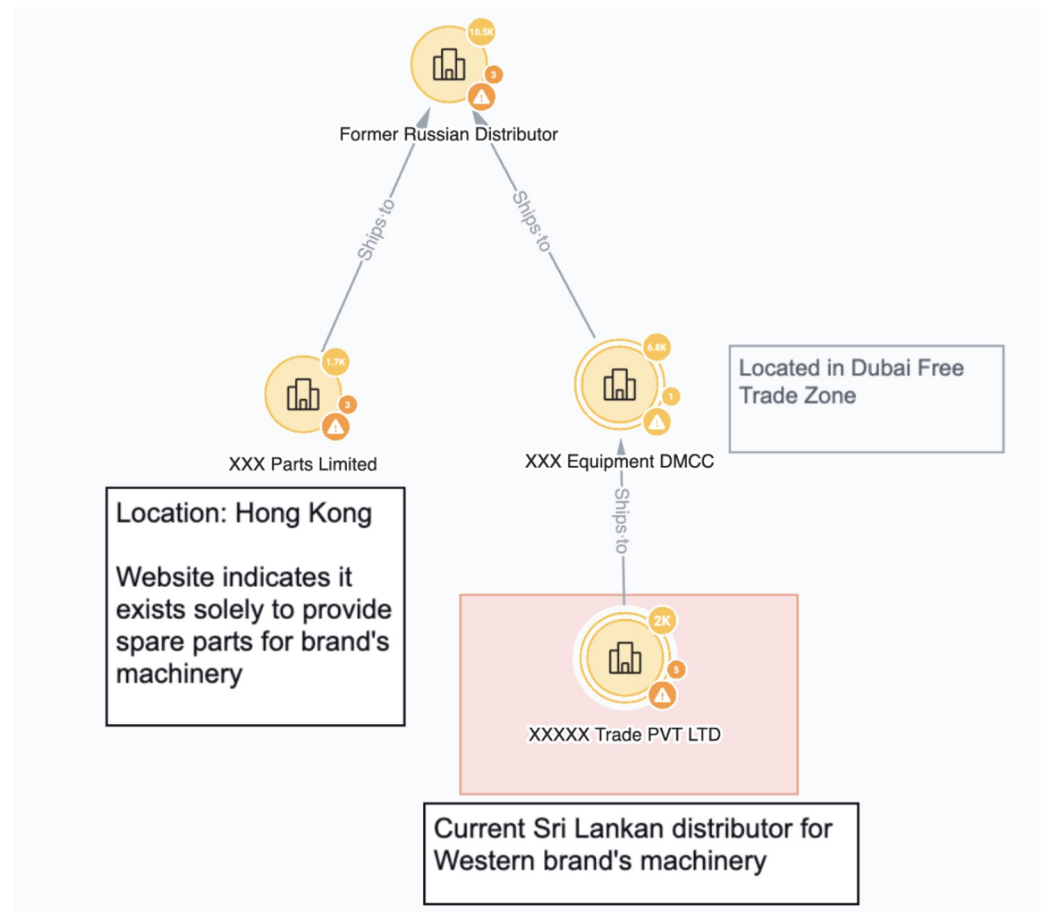 10.5K
3
Former Russian Distributor
Ships to
Ships to
1.7K
3
XXX Parts Limited
6.8K
1
XXX Equipment DMCC
Located in Dubai Free
Trade Zone
Location: Hong Kong
Website indicates it
exists solely to provide
spare parts for brand's
machinery
Ships to
2K
5
XXXXX Trade PVT LTD
Current Sri Lankan distributor for
Western brand's machinery